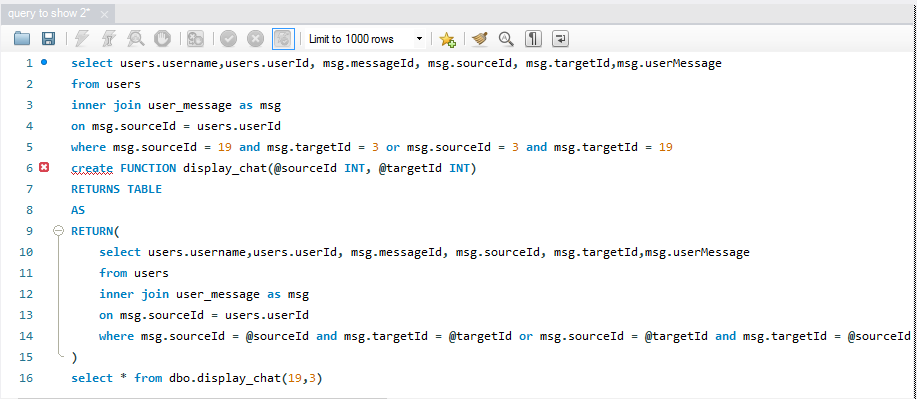 query to show 2*
Limit to 1000 rows
1 select users.username,users.userId, msg.messageId, msg.sourceId, msg.targetId,msg.userMessage
2 from users
3 inner join user_message as msg
4 on msg.sourceId = users.userId
5 where msg.sourceId = 19 and msg.targetId = 3 or msg.sourceId = 3 and msg.targetId = 19
6 create FUNCTION display_chat(@sourceId INT, @targetId INT)
7 RETURNS TABLE
8 AS
9 RETURN(
10 select users.username,users.userId, msg.messageId, msg.sourceId, msg.targetId,msg.userMessage
11 from users
12 inner join user_message as msg
13 on msg.sourceId = users.userId
14 where msg.sourceId = @sourceId and msg.targetId = @targetId or msg.sourceId = @targetId and msg.targetId = @sourceId
15 )
16 select * from dbo.display_chat(19,3)